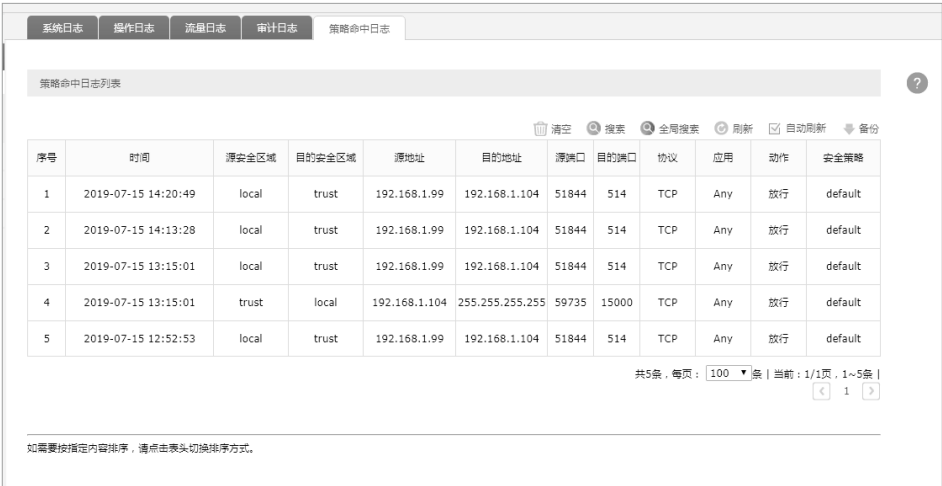 系统日志 操作日志 流量日志 审计日志 策略命中日志
策略命中日志列表
?
清空 搜索 全局搜索 刷新 自动刷新 备份
序号 时间 源安全区域 目的安全区域 源地址 目的地址 源端口 目的端口 协议 应用 动作 安全策略
1 2019-07-15 14:20:49 local trust 192.168.1.99 192.168.1.104 51844 514 TCP Any 放行 default
2 2019-07-15 14:13:28 local trust 192.168.1.99 192.168.1.104 51844 514 TCP Any 放行 default
3 2019-07-15 13:15:01 local trust 192.168.1.99 192.168.1.104 51844 514 TCP Any 放行 default
4 2019-07-15 13:15:01 trust local 192.168.1.104 255.255.255.255 59735 15000 TCP Any 放行 default
5 2019-07-15 12:52:53 local trust 192.168.1.99 192.168.1.104 51844 514 TCP Any 放行 default
共5条，每页： 100 条 | 当前：1/1页，1~5条 |
< 1 >
如需要按指定内容排序，请点击表头切换排序方式。